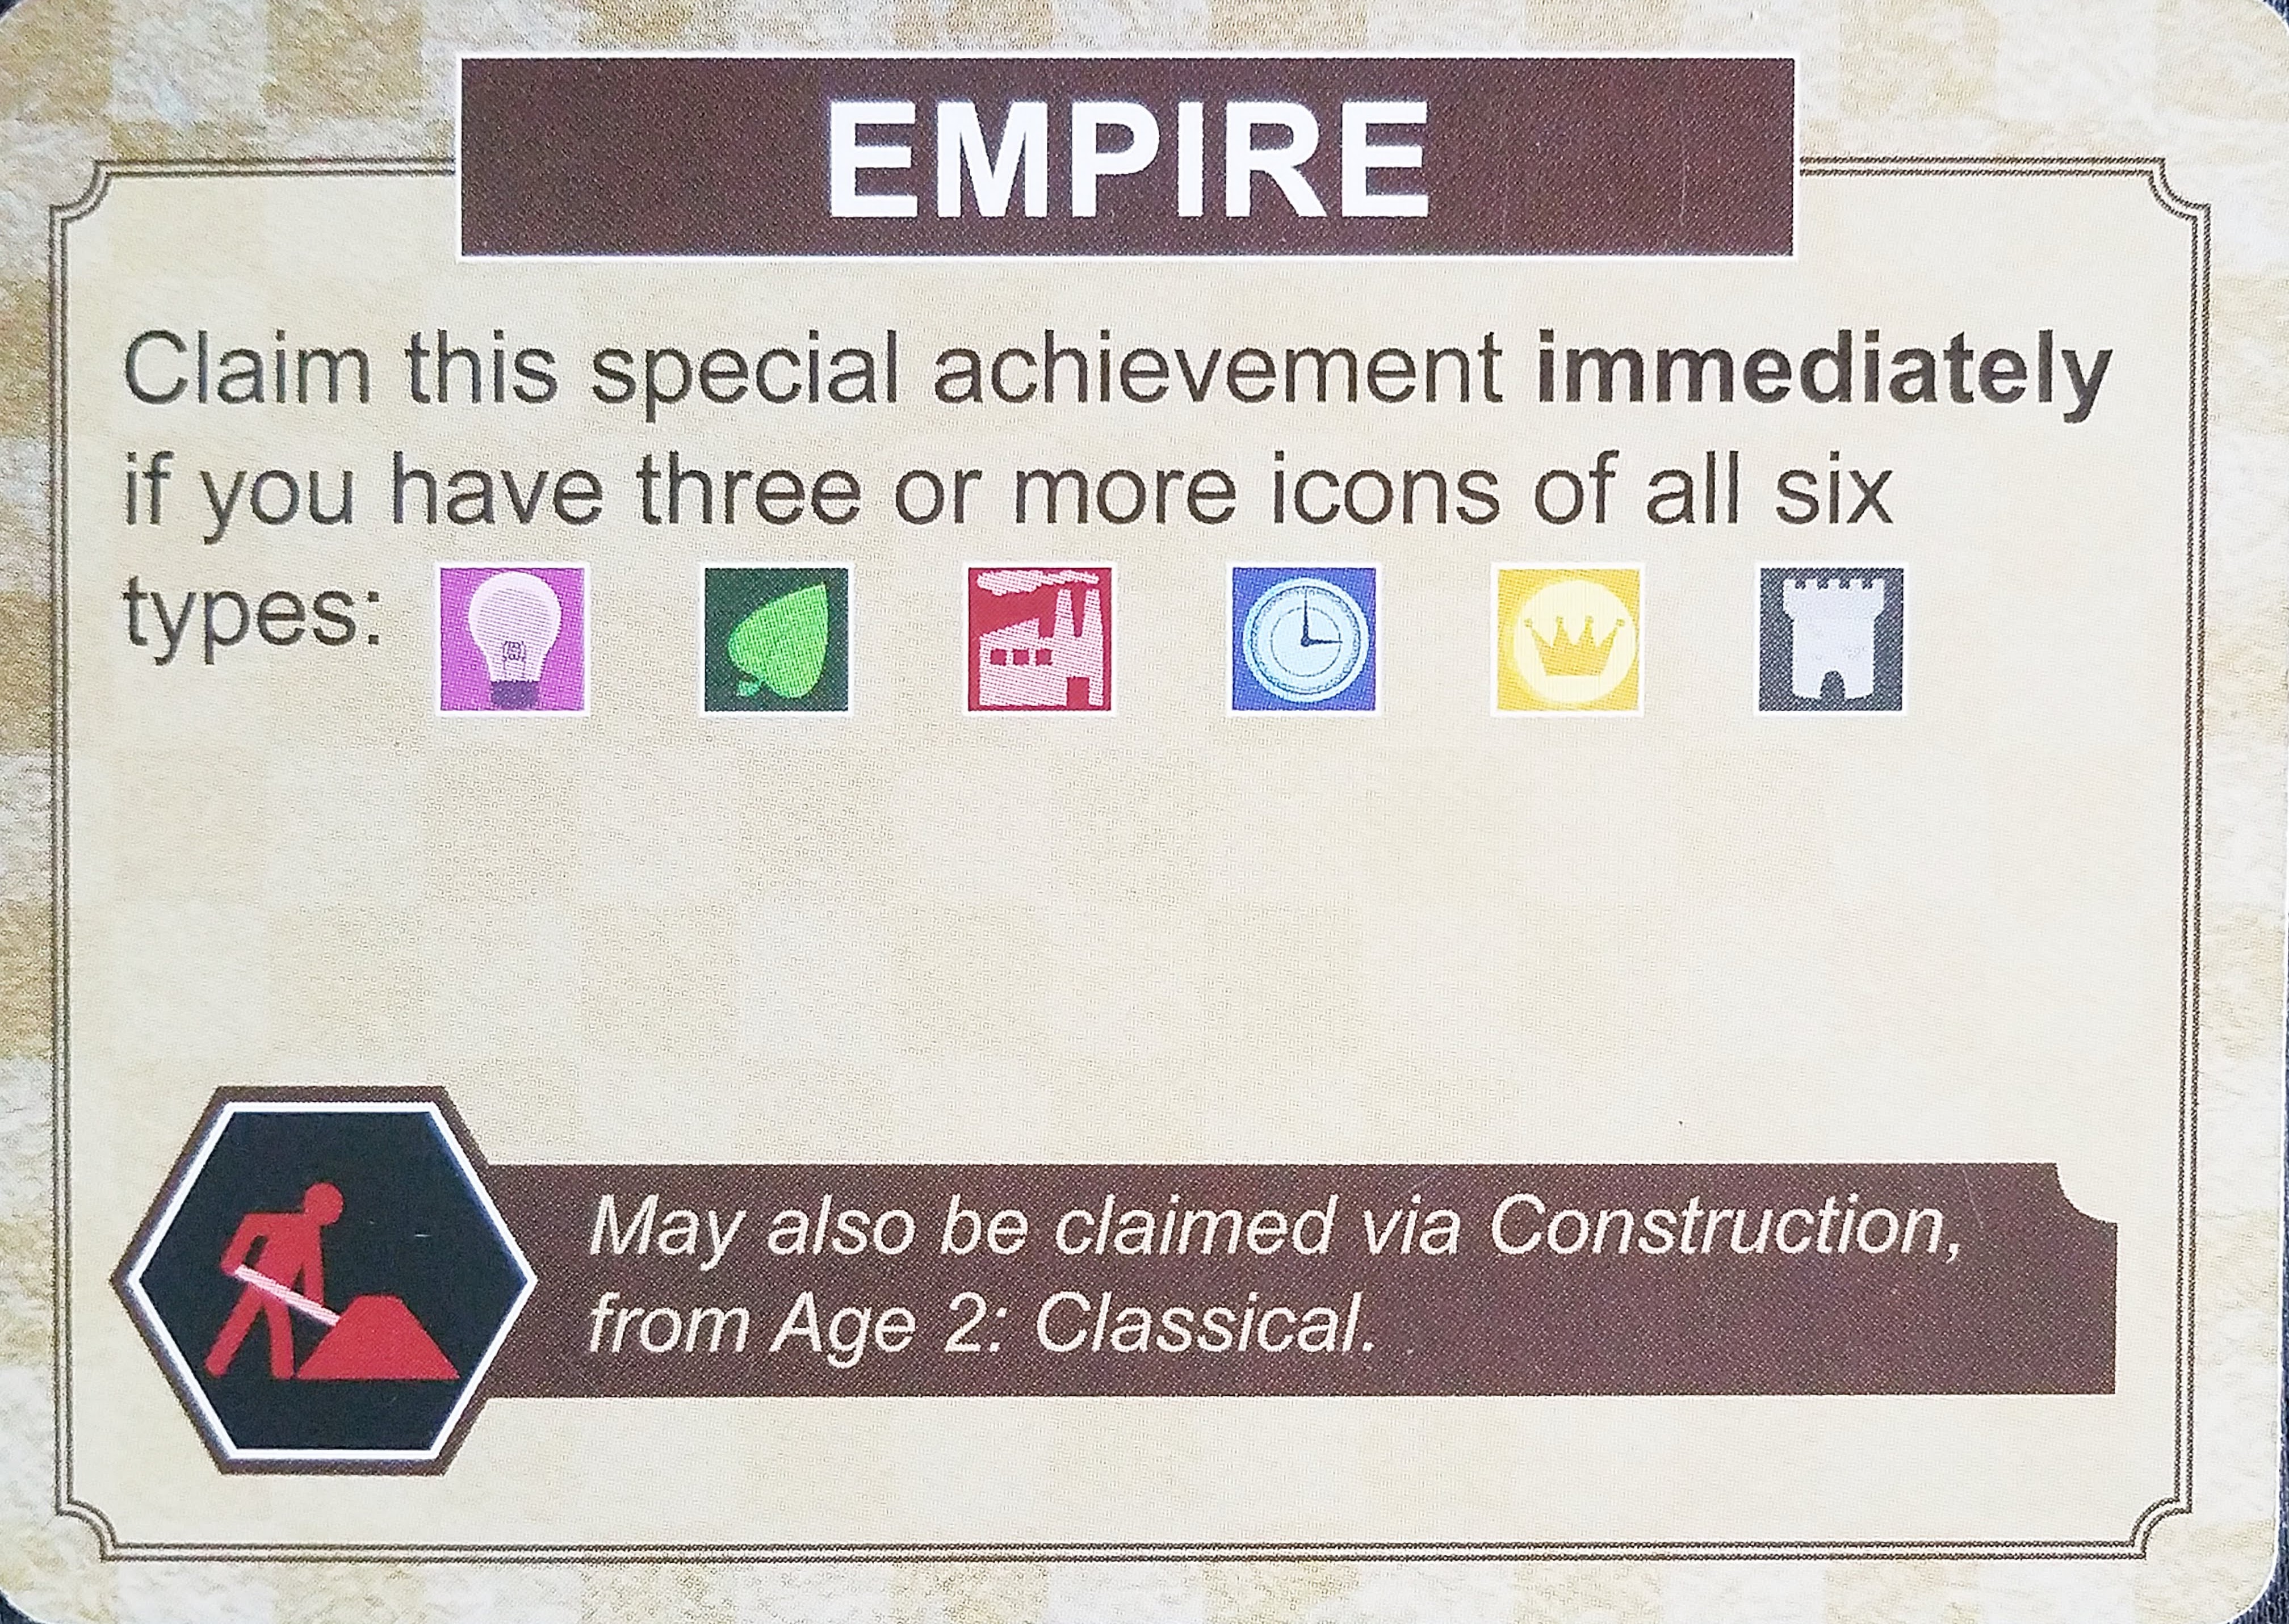 EMPIRE
Claim this special achievement immediately
if you have three or more icons of all six
types:
May also be claimed via Construction,
from Age 2: Classical.